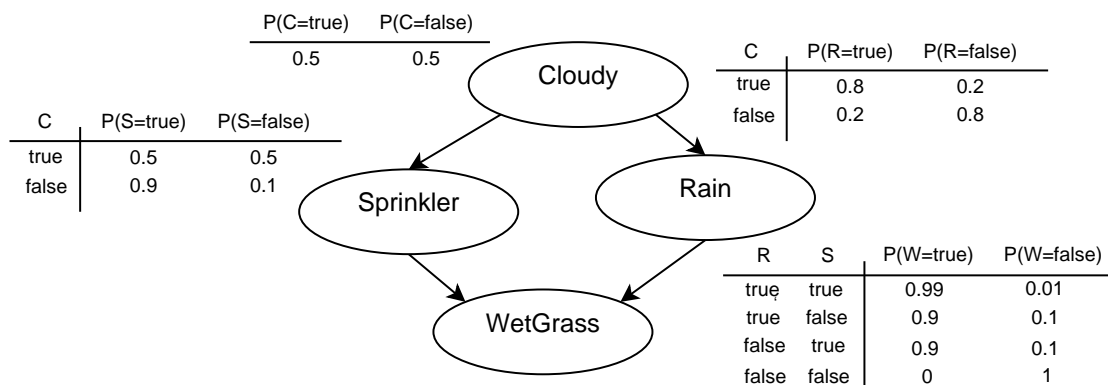 P(C=true) P(C=false)
0.5 0.5
Cloudy
C P(R=true) P(R=false)
true 0.8 0.2
false 0.2 0.8
C P(S=true) P(S=false)
true 0.5 0.5
false 0.9 0.1
Sprinkler
Rain
R S P(W=true) P(W=false)
true true 0.99 0.01
true false 0.9 0.1
false true 0.9 0.1
false false 0 1
WetGrass